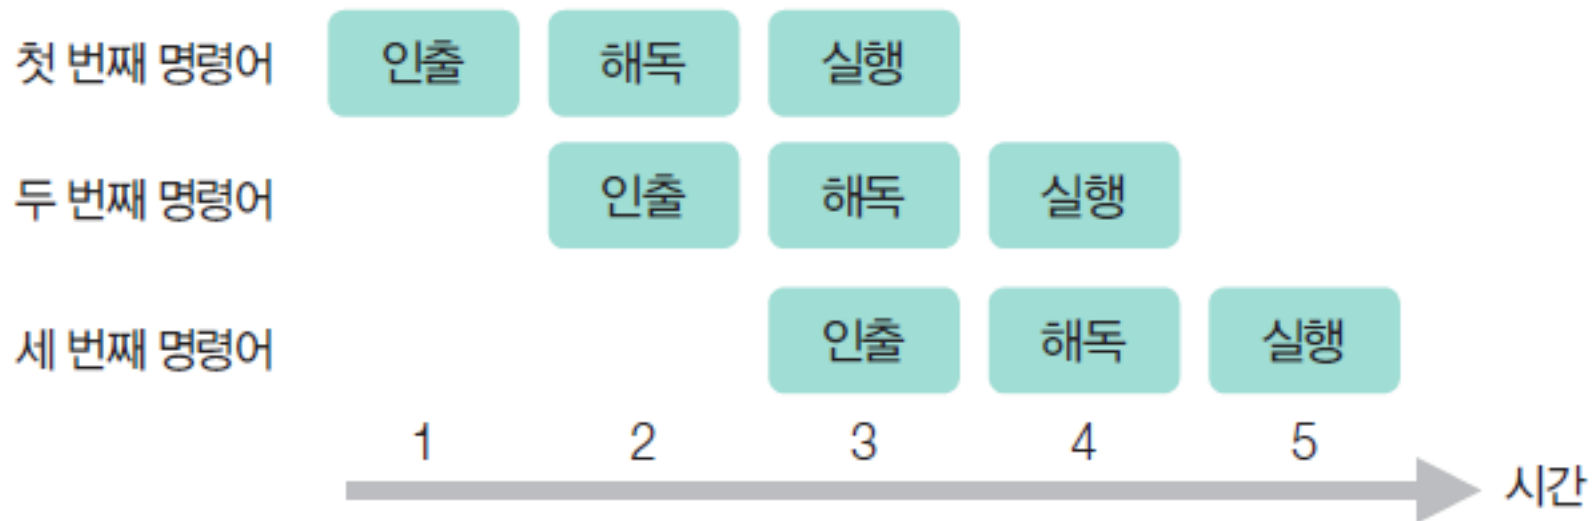 첫 번째 명령어 인출 해독 실행
두 번째 명령어 인출 해독 실행
세 번째 명령어 인출 해독 실행
1 2 3 4 5
시간